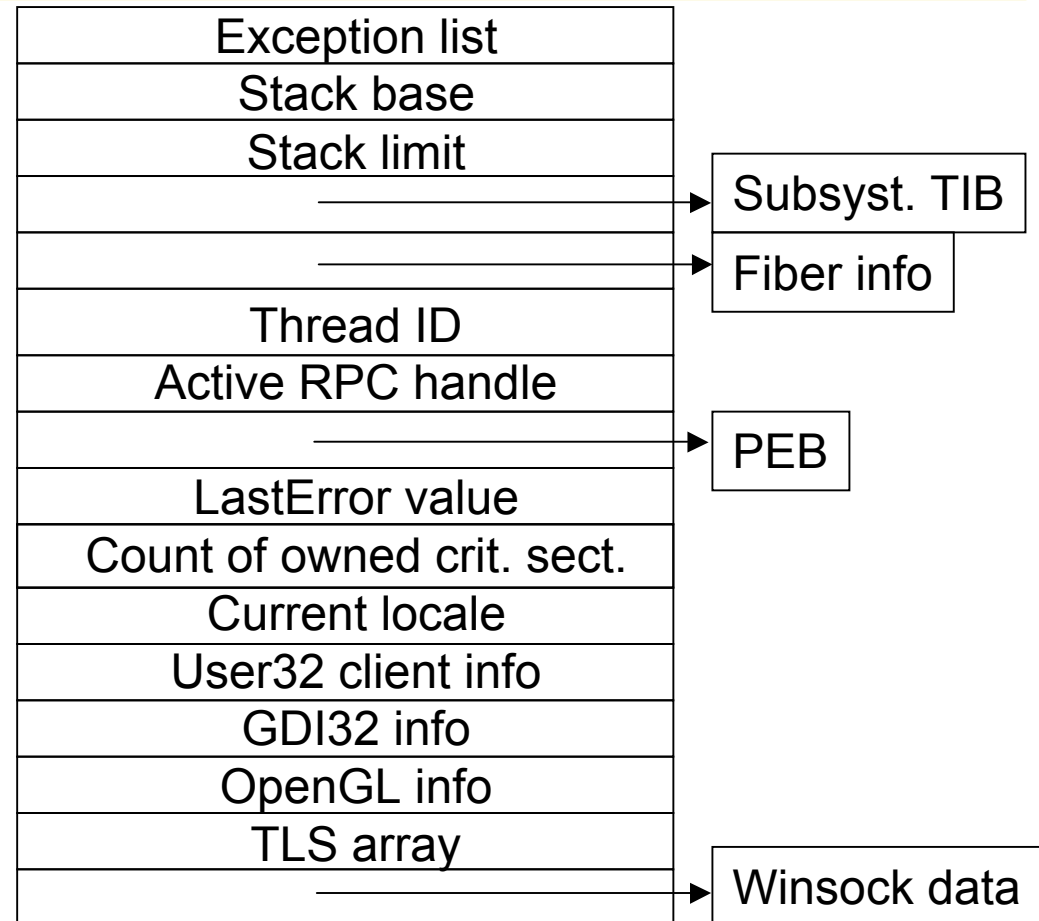 Exception list
Stack base
Stack limit
Subsyst. TIB
Fiber info
Thread ID
Active RPC handle
PEB
LastError value
Count of owned crit. sect.
Current locale
User32 client info
GDI32 info
OpenGL info
TLS array
Winsock data